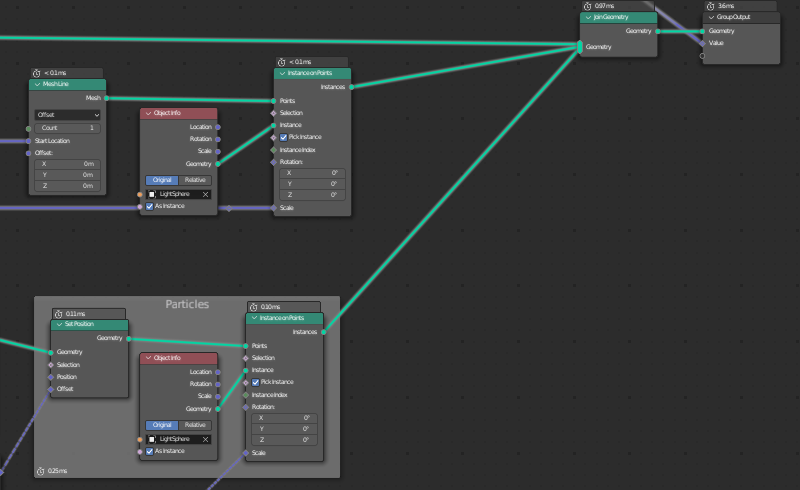 0.97ms
Join Geometry
Geometry
Geometry
3.6ms
Group Output
Geometry
Value
< 0.1ms
Mesh Line
Mesh
Offset
Count 1
Start Location
Offset:
X 0m
Y 0m
Z 0m
Object Info
Location
Rotation
Scale
Geometry
Original Relative
LightSphere
As Instance
< 0.1ms
Instance on Points
Instances
Points
Selection
Instance
Pick Instance
Instance Index
Rotation:
X 0°
Y 0°
Z 0°
Scale
Particles
0.11ms
Set Position
Geometry
Geometry
Selection
Position
Offset
Object Info
Location
Rotation
Scale
Geometry
Original Relative
LightSphere
As Instance
0.10ms
Instance on Points
Instances
Points
Selection
Instance
Pick Instance
Instance Index
Rotation:
X 0°
Y 0°
Z 0°
Scale
0.25ms